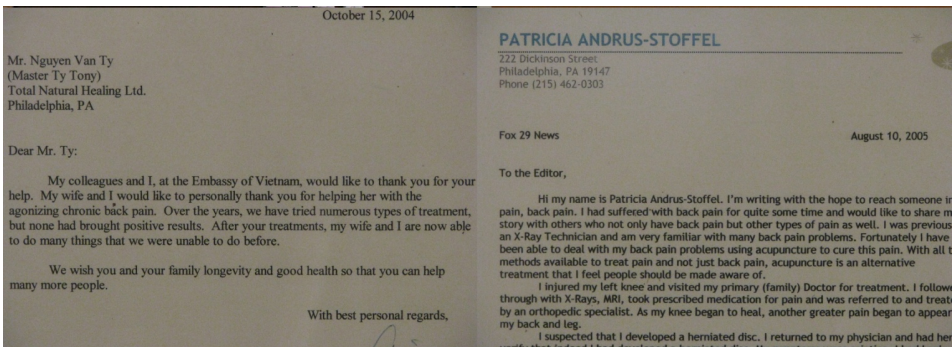 October 15, 2004
Mr. Nguyen Van Ty
(Master Ty Tony)
Total Natural Healing Ltd.
Philadelphia, PA
Dear Mr. Ty:
My colleagues and I, at the Embassy of Vietnam, would like to thank you for your
help. My wife and I would like to personally thank you for helping her with the
agonizing chronic back pain. Over the years, we have tried numerous types of treatment,
but none had brought positive results. After your treatments, my wife and I are now able
to do many things that we were unable to do before.
We wish you and your family longevity and good health so that you can help
many more people.
With best personal regards,
PATRICIA ANDRUS-STOFFEL
222 Dickinson Street
Philadelphia, PA 19147
Phone (215) 462-0303
Fox 29 News
August 10, 2005
To the Editor,
Hi my name is Patricia Andrus-Stoffel. I'm writing with the hope to reach someone in
pain, back pain. I had suffered with back pain for quite some time and would like to share
story with others who not only have back pain but other types of pain as well. I was
an X-Ray Technician and am very familiar with many back pain problems. Fortunately I have
been able to deal with my back pain problems using acupuncture to cure this pain. With all
methods available to treat pain and not just back pain, acupuncture is an alternative
treatment that I feel people should be made aware of.
I injured my left knee and visited my primary (family) Doctor for treatment. I
through with X-Rays, MRI, took prescribed medication for pain and was referred to and
by an orthopedic specialist. As my knee began to heal, another greater pain began to appear
my back and leg.
I suspected that I developed a herniated disc. I returned to my physician and had